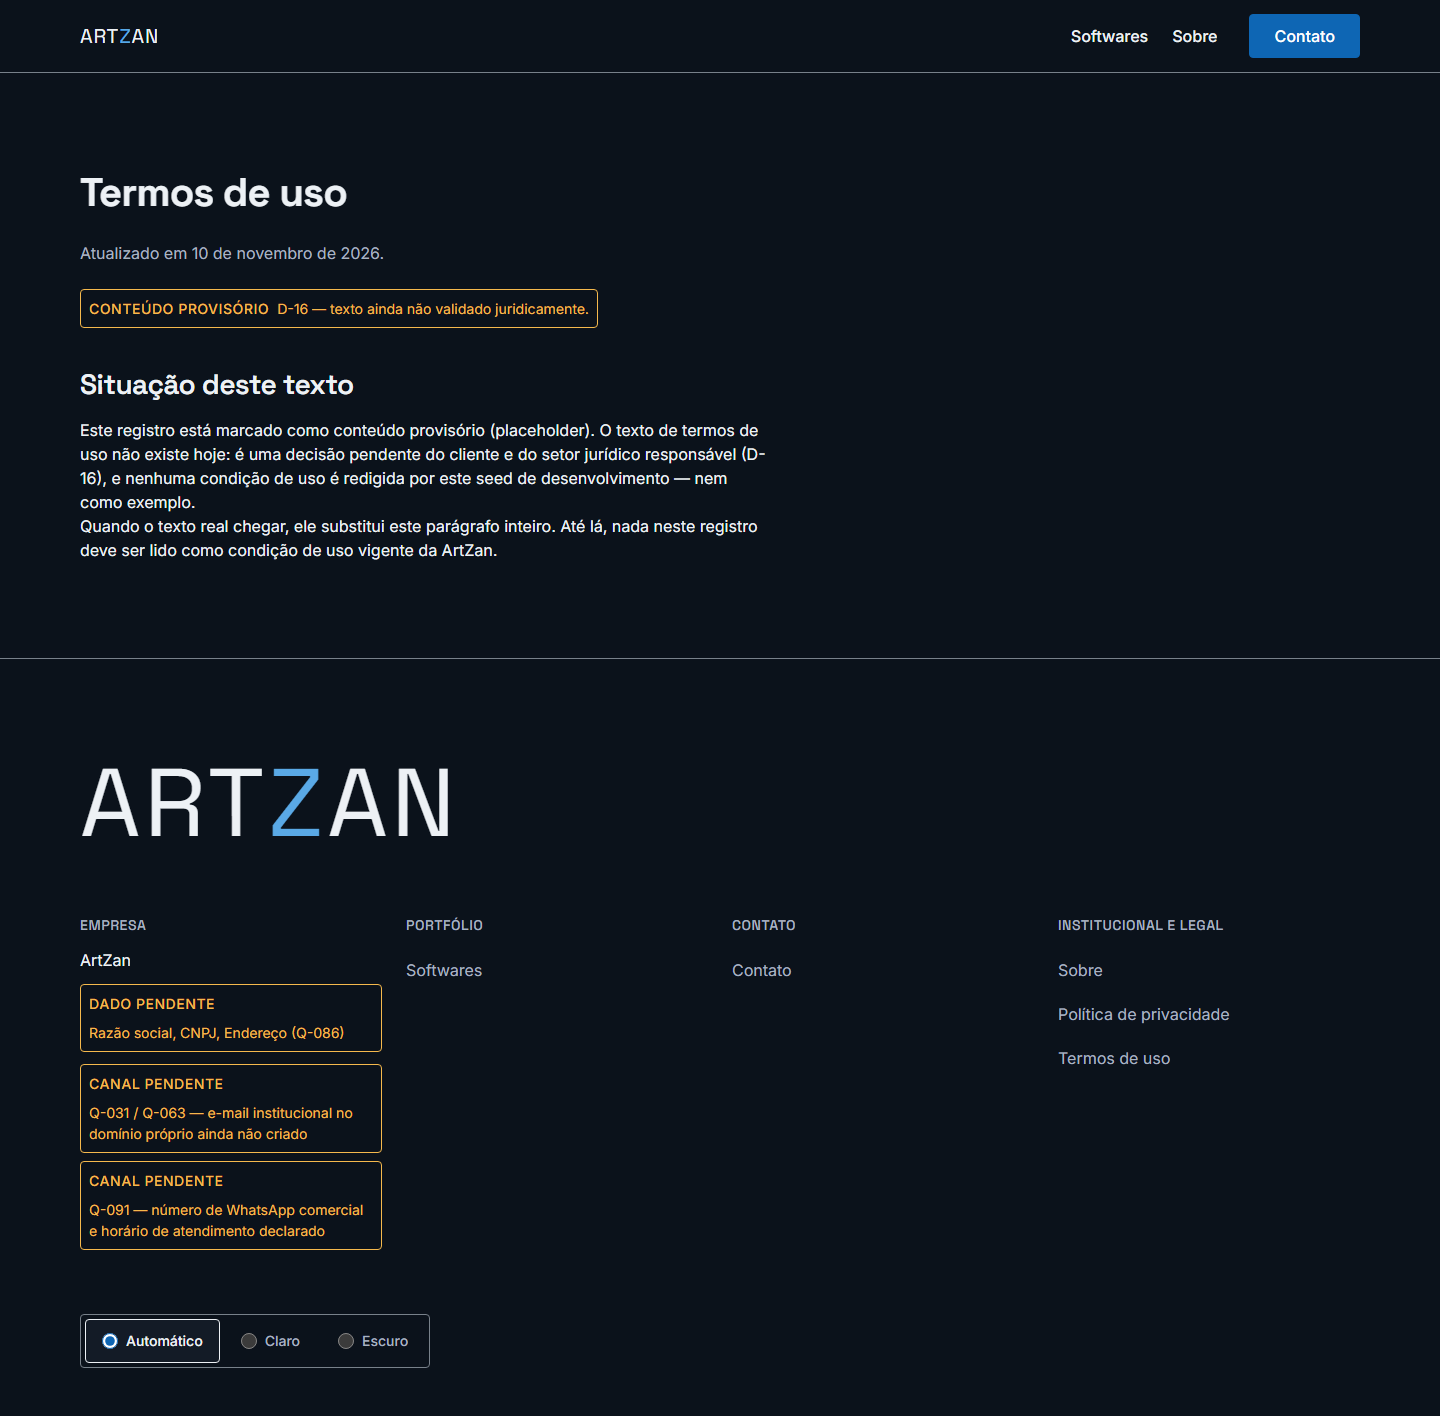 ARTZAN
Softwares
Sobre
Contato
Termos de uso
Atualizado em 10 de novembro de 2026.
CONTEÚDO PROVISÓRIO D-16 — texto ainda não validado juridicamente.
Situação deste texto
Este registro está marcado como conteúdo provisório (placeholder). O texto de termos de
uso não existe hoje: é uma decisão pendente do cliente e do setor jurídico responsável (D-
16), e nenhuma condição de uso é redigida por este seed de desenvolvimento — nem
como exemplo.
Quando o texto real chegar, ele substitui este parágrafo inteiro. Até lá, nada neste registro
deve ser lido como condição de uso vigente da ArtZan.
ARTZAN
EMPRESA
ArtZan
DADO PENDENTE
Razão social, CNPJ, Endereço (Q-086)
CANAL PENDENTE
Q-031 / Q-063 — e-mail institucional no
domínio próprio ainda não criado
CANAL PENDENTE
Q-091 — número de WhatsApp comercial
e horário de atendimento declarado
PORTFÓLIO
Softwares
CONTATO
Contato
INSTITUCIONAL E LEGAL
Sobre
Política de privacidade
Termos de uso
Automático
Claro
Escuro